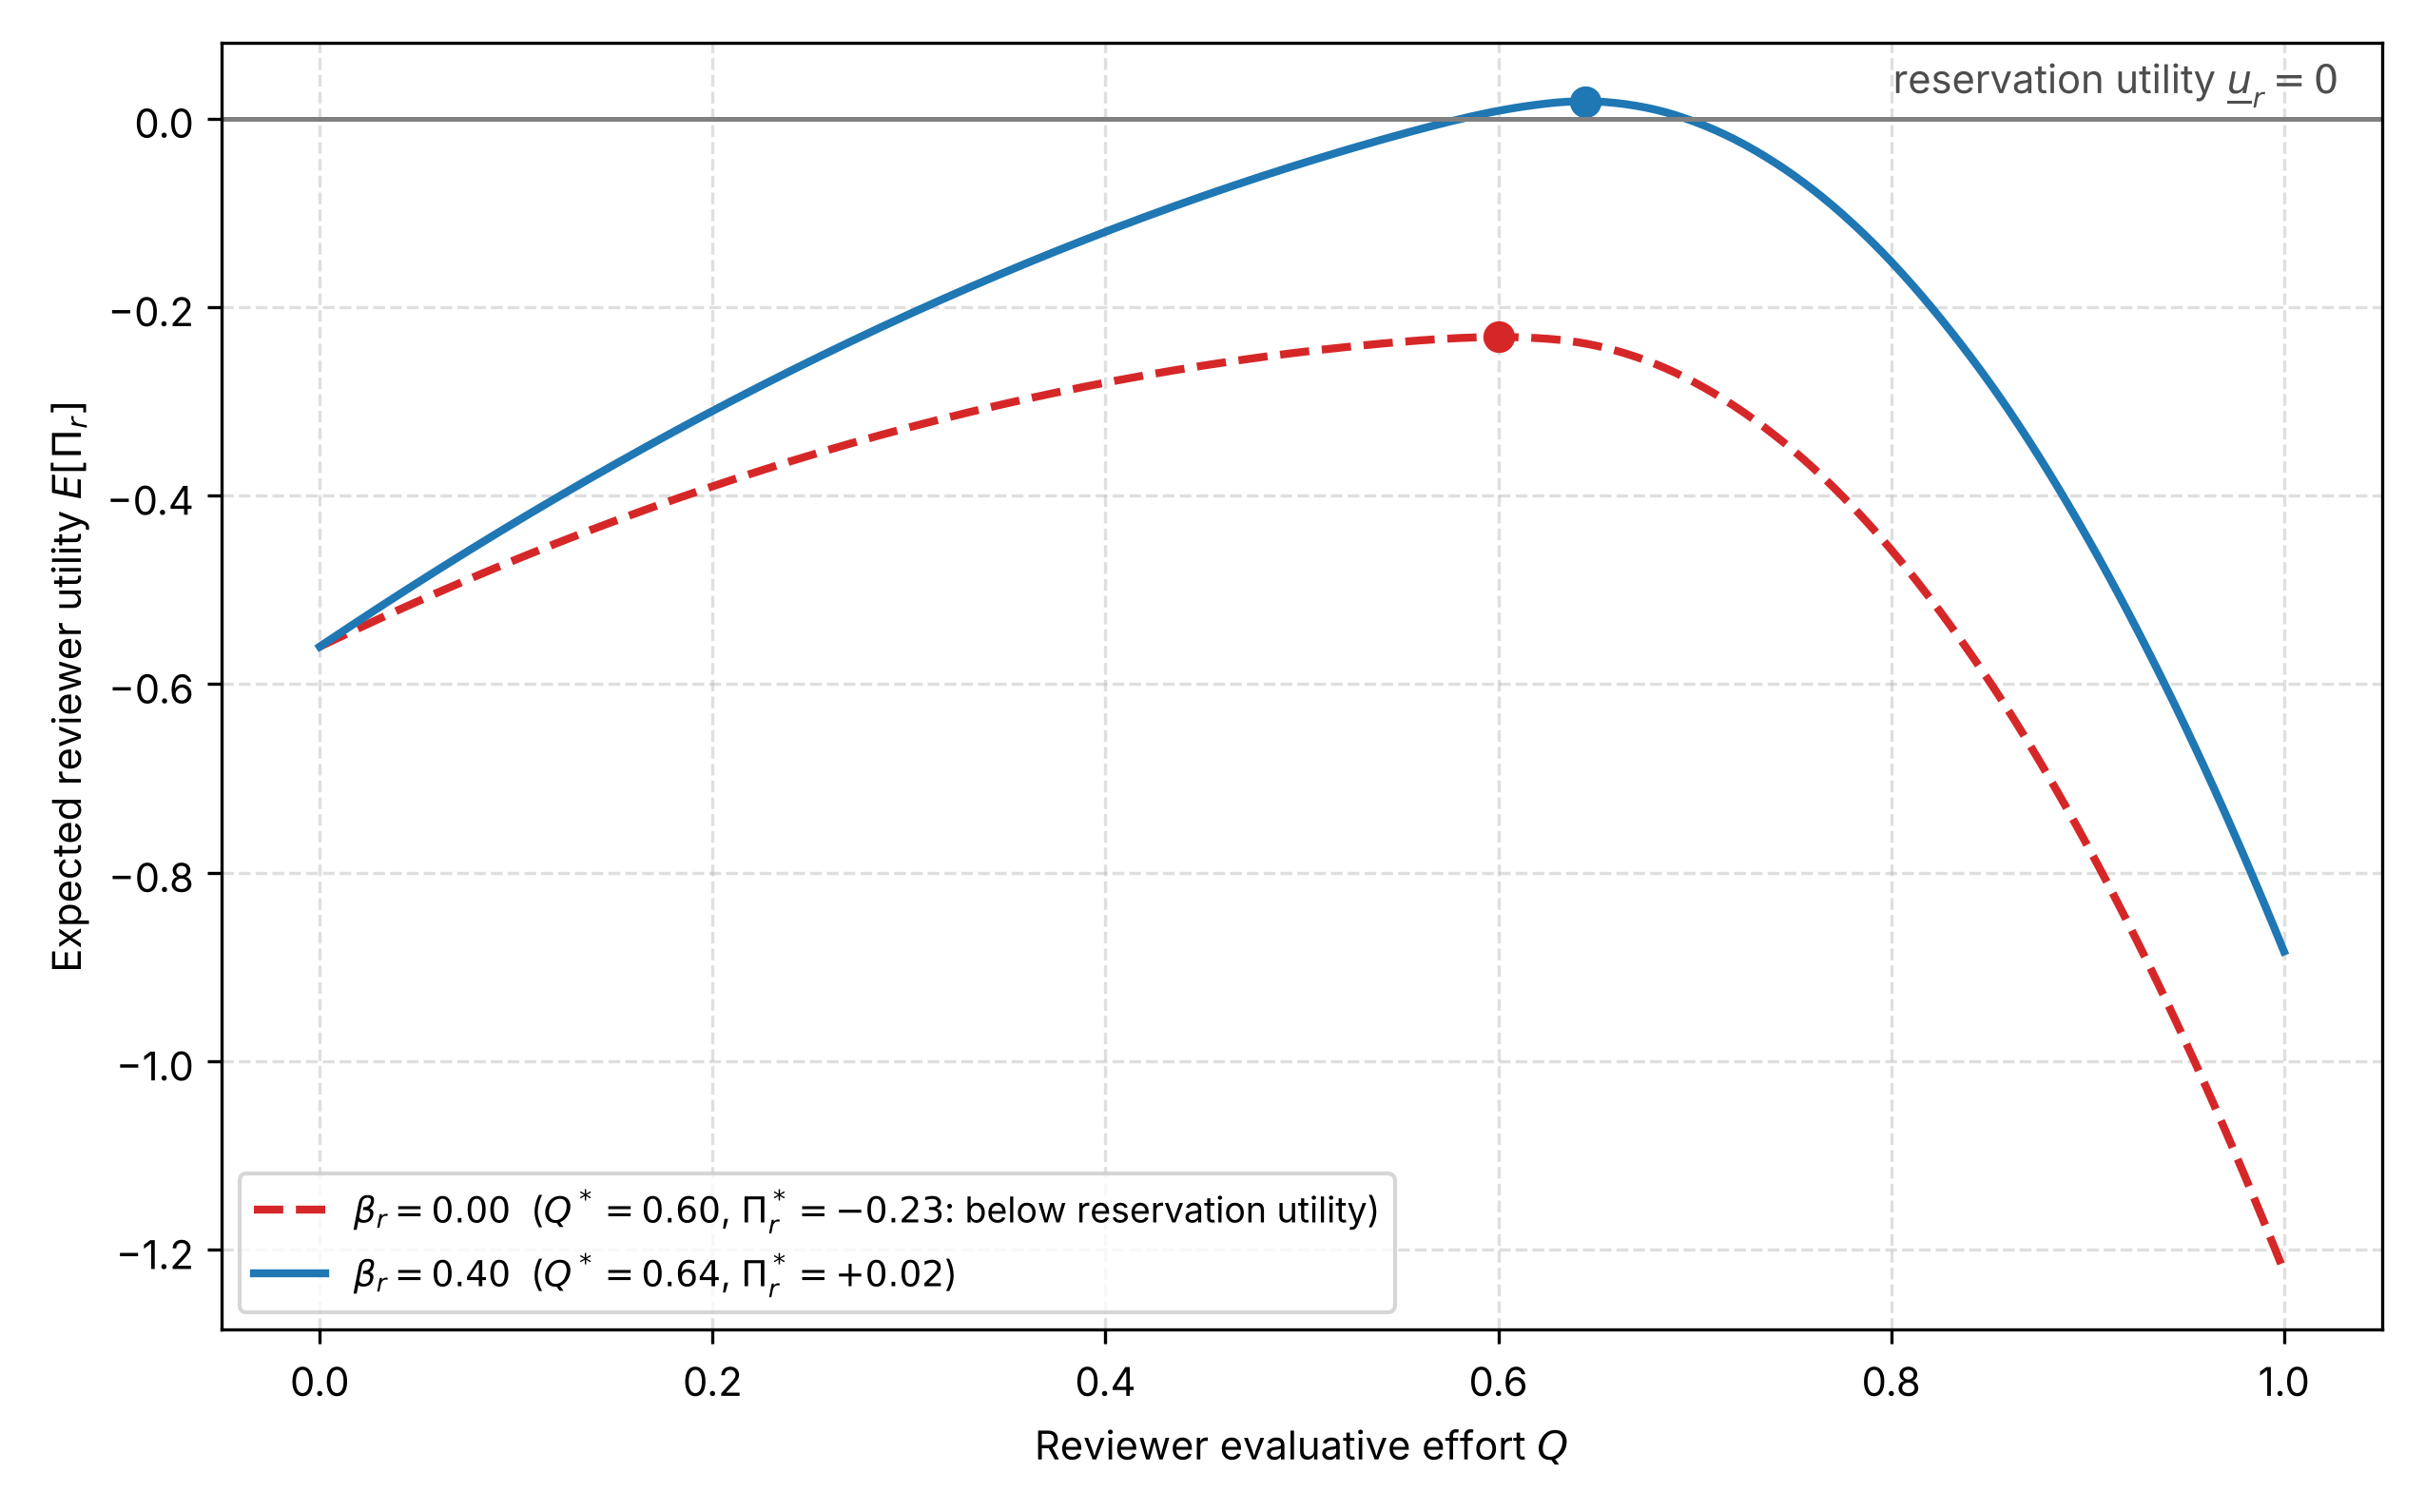 reservation utility u_r = 0
0.0
−0.2
−0.4
−0.6
−0.8
−1.0
−1.2
Expected reviewer utility E[Π_r]
β_r = 0.00 (Q* = 0.60, Π_r* = −0.23: below reservation utility)
β_r = 0.40 (Q* = 0.64, Π_r* = +0.02)
0.0 0.2 0.4 0.6 0.8 1.0
Reviewer evaluative effort Q